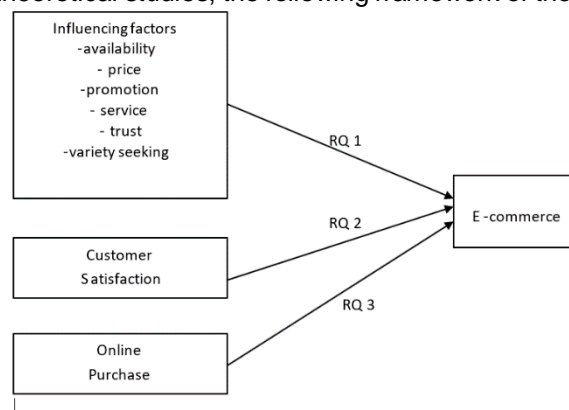 theoretical studies, the following framework of the
Influencing factors
-availability
- price
-promotion
- service
- trust
-variety seeking
RQ 1
E -commerce
RQ 2
Customer
Satisfaction
RQ 3
Online
Purchase